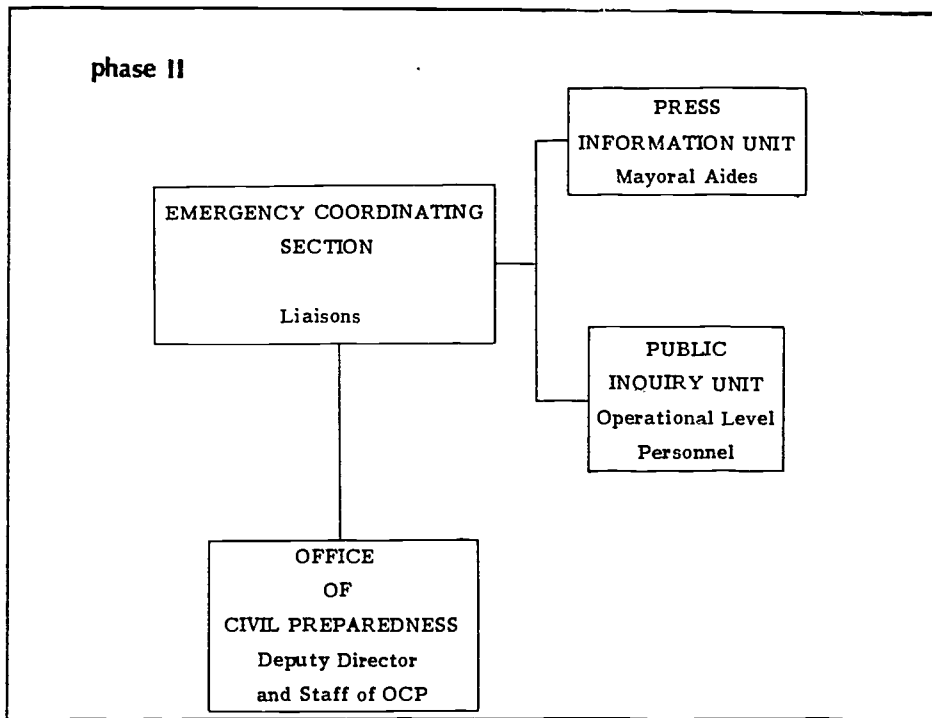 phase II
PRESS
INFORMATION UNIT
Mayoral Aides
EMERGENCY COORDINATING
SECTION
Liaisons
PUBLIC
INQUIRY UNIT
Operational Level
Personnel
OFFICE
OF
CIVIL PREPAREDNESS
Deputy Director
and Staff of OCP